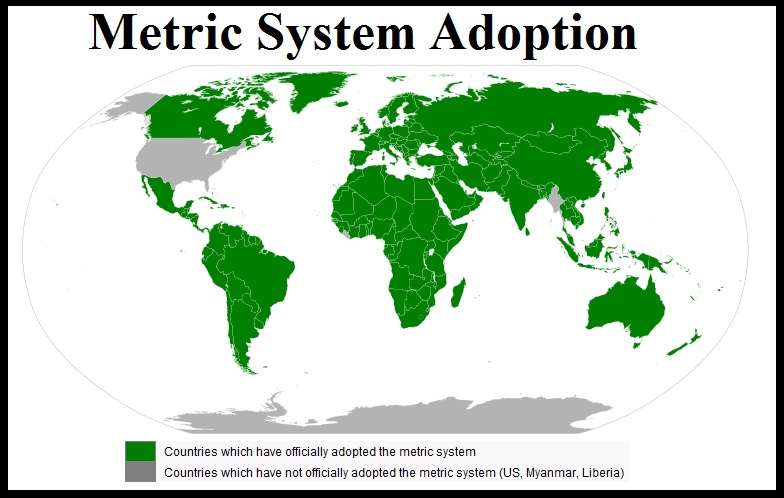 Metric System Adoption
Countries which have officially adopted the metric system
Countries which have not officially adopted the metric system (US, Myanmar, Liberia)